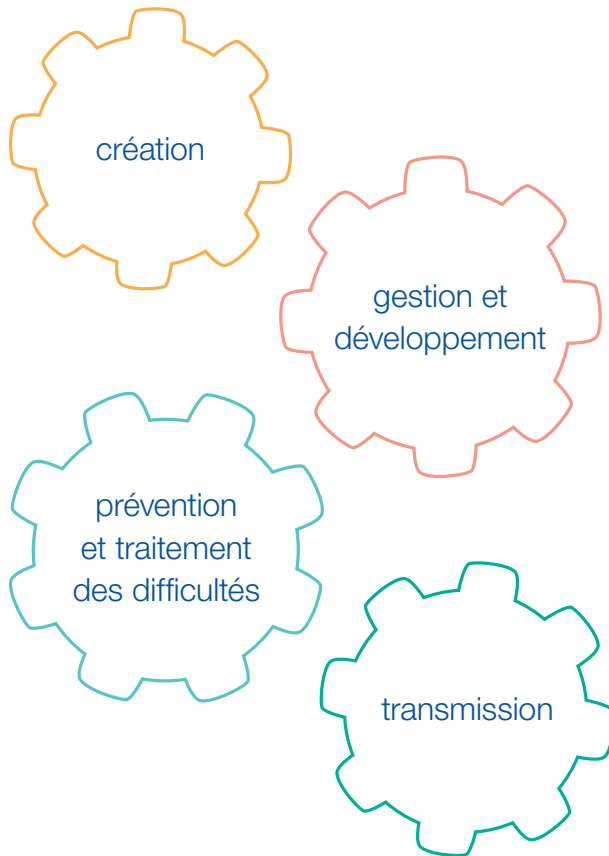 création
gestion et
développement
prévention
et traitement
des difficultés
transmission